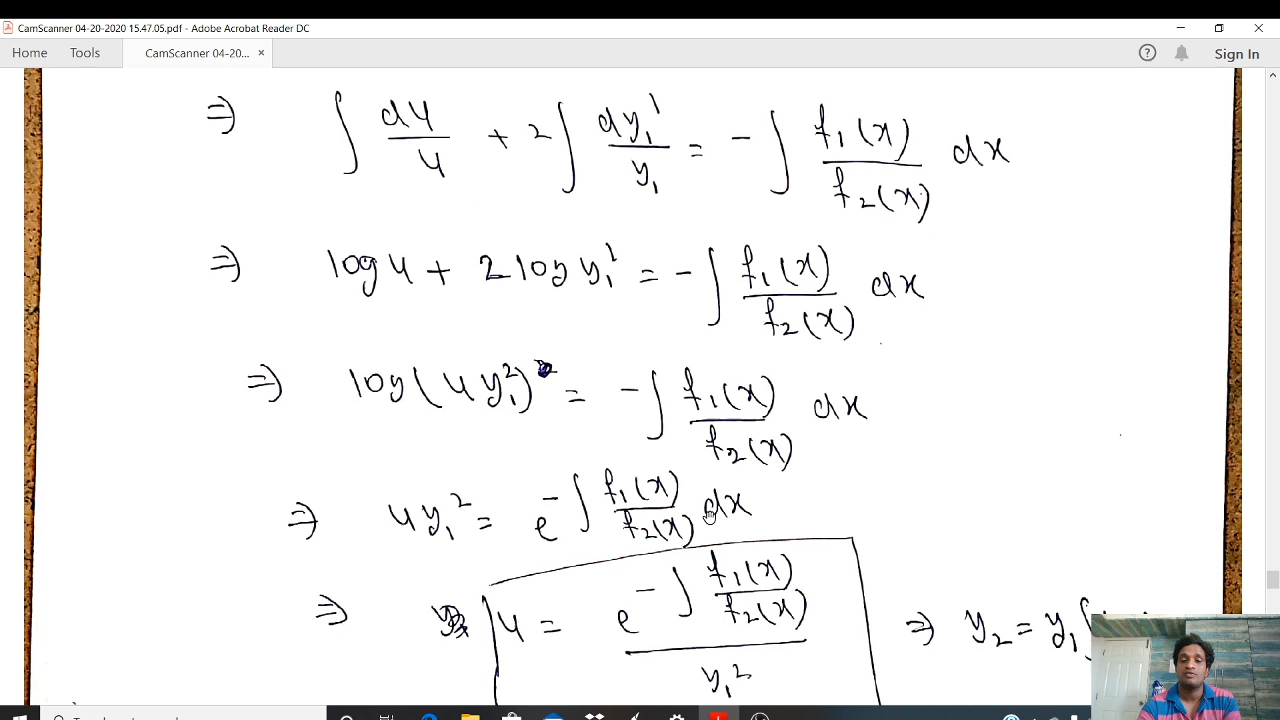 CamScanner 04-20-2020 15.47.05.pdf - Adobe Acrobat Reader DC
Home Tools CamScanner 04-20... × Sign In
⇒ ∫ du/u + 2 ∫ dy₁'/y₁ = - ∫ f₁(x)/f₂(x) dx
⇒ log u + 2 log y₁' = - ∫ f₁(x)/f₂(x) dx
⇒ log(u y₁²) = - ∫ f₁(x)/f₂(x) dx
⇒ u y₁² = e^(- ∫ f₁(x)/f₂(x) dx)
⇒ u = e^(- ∫ f₁(x)/f₂(x)) / y₁² ⇒ y₂ = y₁ ∫